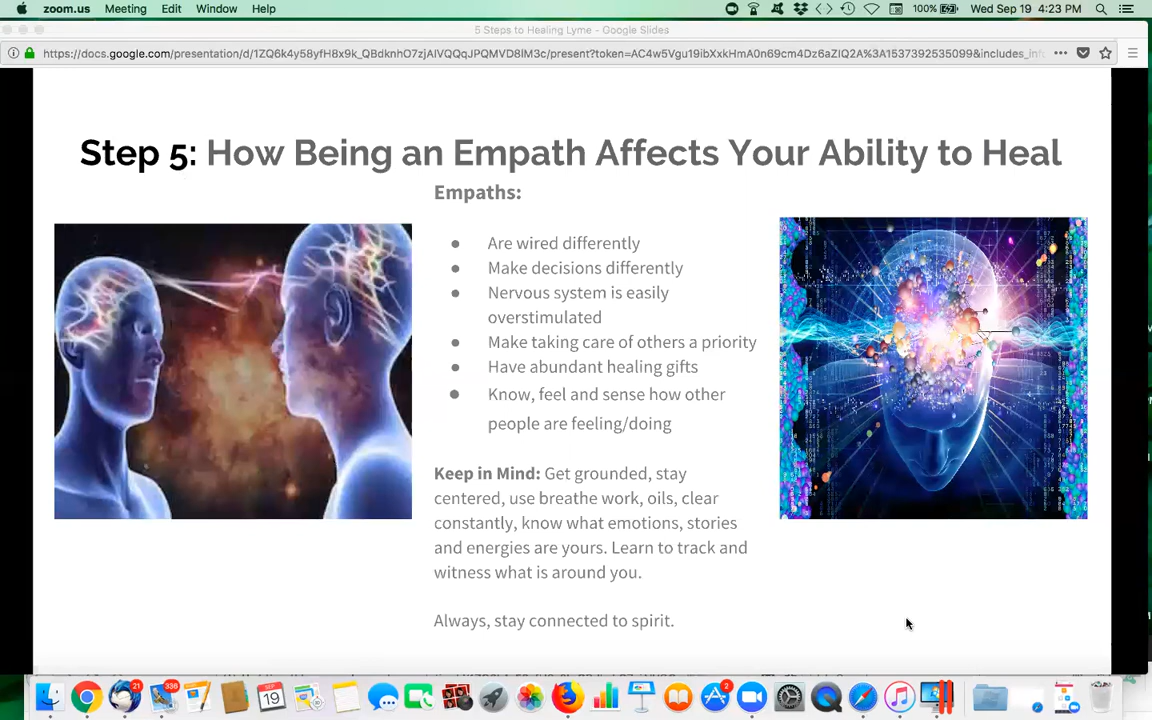 zoom.us Meeting Edit Window Help 100% Wed Sep 19 4:23 PM
5 Steps to Healing Lyme - Google Slides
Step 5: How Being an Empath Affects Your Ability to Heal
Empaths:
● Are wired differently
● Make decisions differently
● Nervous system is easily
overstimulated
● Make taking care of others a priority
● Have abundant healing gifts
● Know, feel and sense how other
people are feeling/doing
Keep in Mind: Get grounded, stay
centered, use breathe work, oils, clear
constantly, know what emotions, stories
and energies are yours. Learn to track and
witness what is around you.
Always, stay connected to spirit.
21 336 SEP 19 2